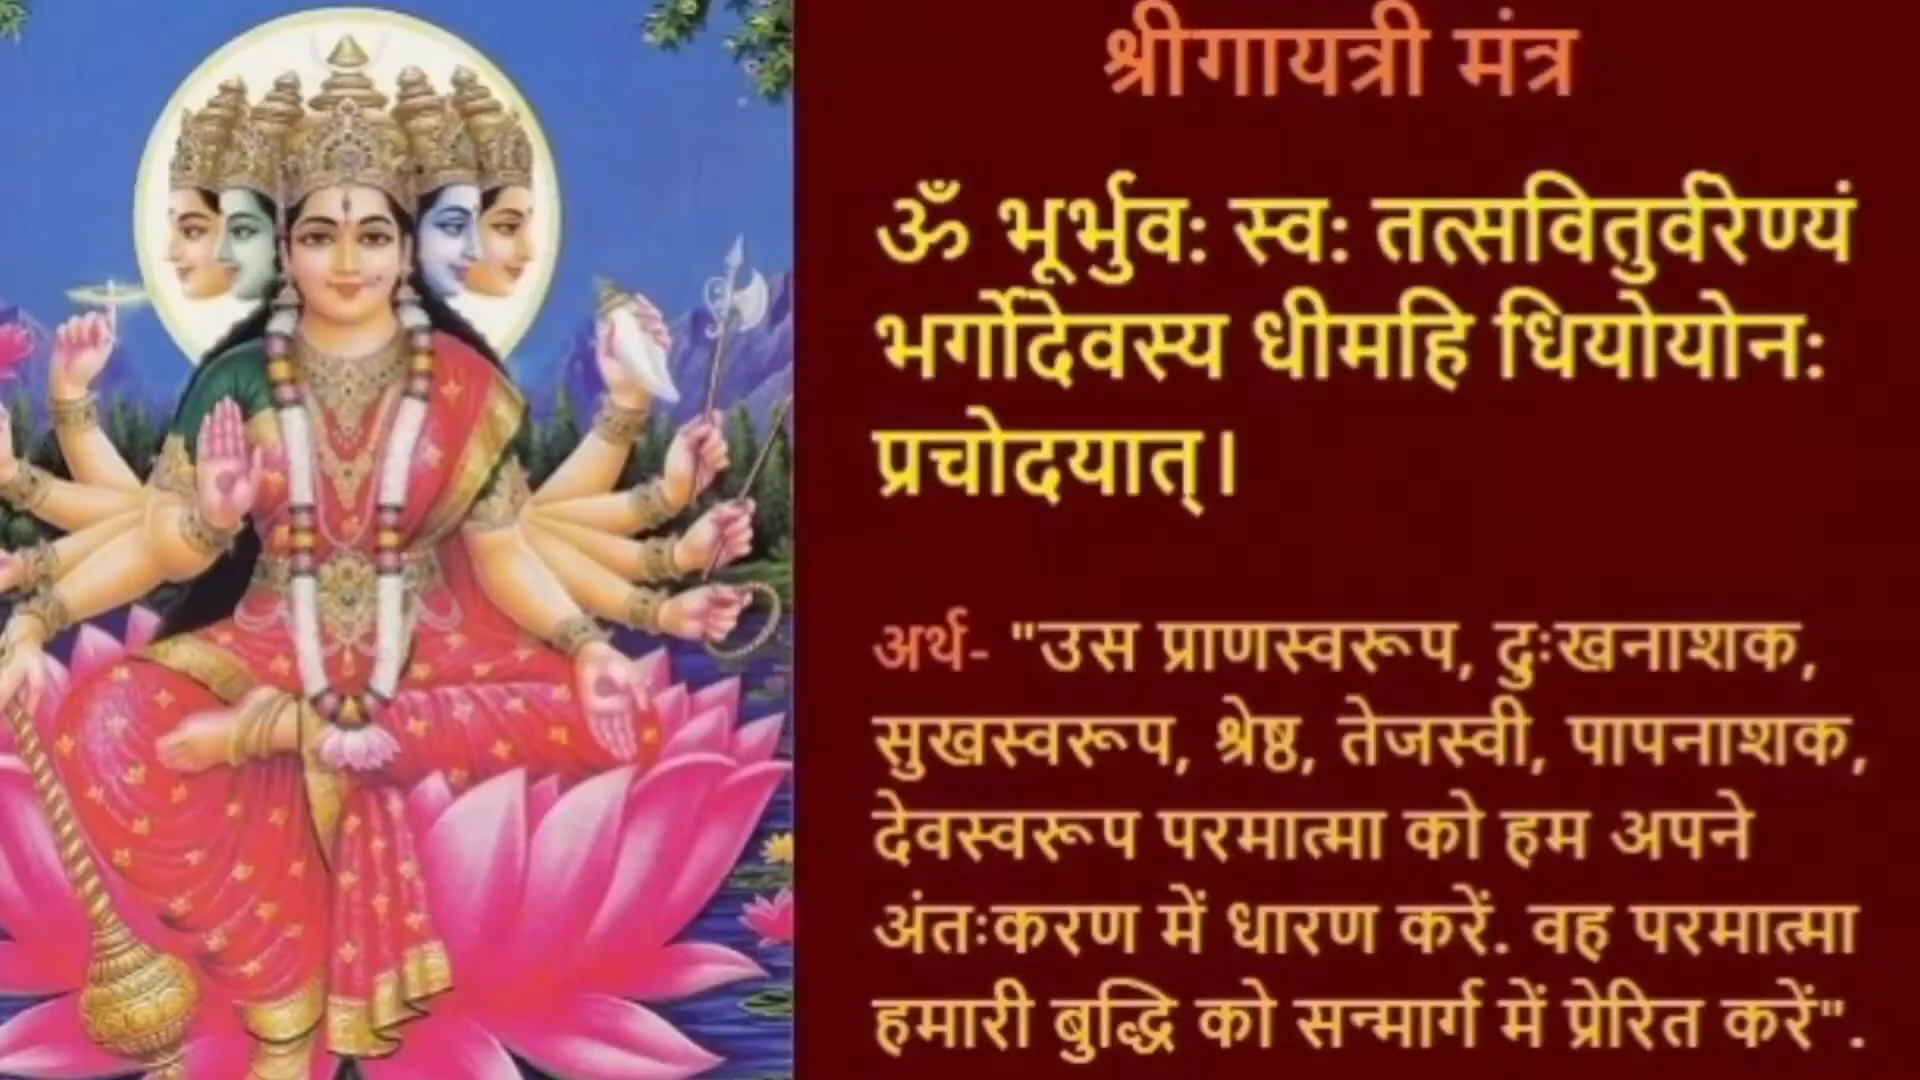 श्रीगायत्री मंत्र
ॐ भूर्भुव: स्व: तत्सवितुर्वरेण्यं
भर्गोदेवस्य धीमहि धियोयोन:
प्रचोदयात्।
अर्थ- "उस प्राणस्वरूप, दुःखनाशक,
सुखस्वरूप, श्रेष्ठ, तेजस्वी, पापनाशक,
देवस्वरूप परमात्मा को हम अपने
अंतःकरण में धारण करें. वह परमात्मा
हमारी बुद्धि को सन्मार्ग में प्रेरित करें".